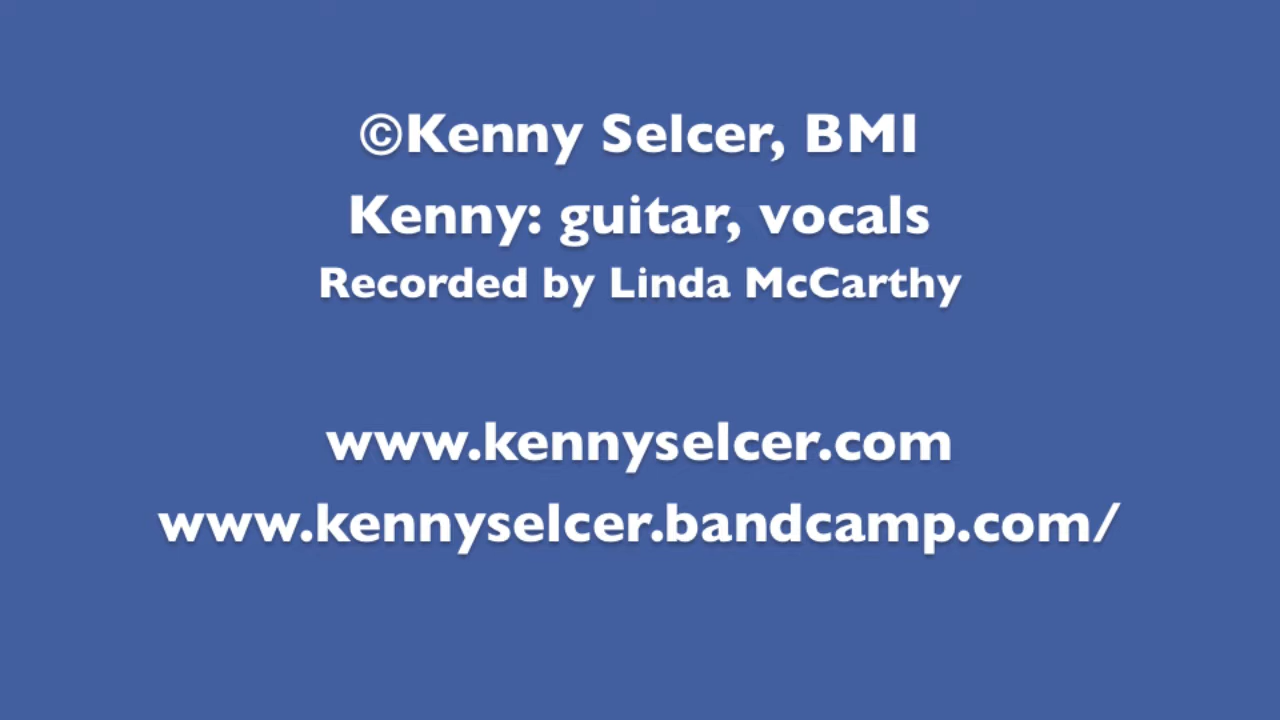 ©Kenny Selcer, BMI
Kenny: guitar, vocals
Recorded by Linda McCarthy
www.kennyselcer.com
www.kennyselcer.bandcamp.com/